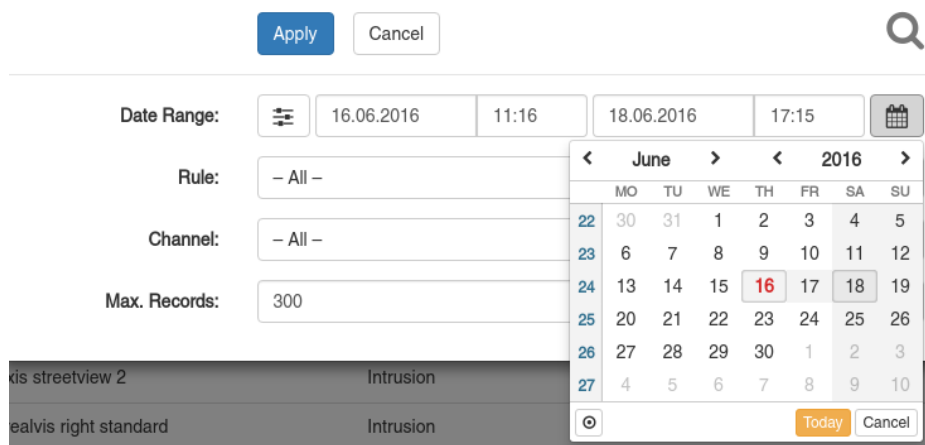 Apply Cancel
Date Range: 16.06.2016 11:16 18.06.2016 17:15
Rule: – All –
Channel: – All –
Max. Records: 300
June 2016
MO TU WE TH FR SA SU
22 30 31 1 2 3 4 5
23 6 7 8 9 10 11 12
24 13 14 15 16 17 18 19
25 20 21 22 23 24 25 26
26 27 28 29 30 1 2 3
27 4 5 6 7 8 9 10
Today Cancel
xis streetview 2 Intrusion
ealvis right standard Intrusion